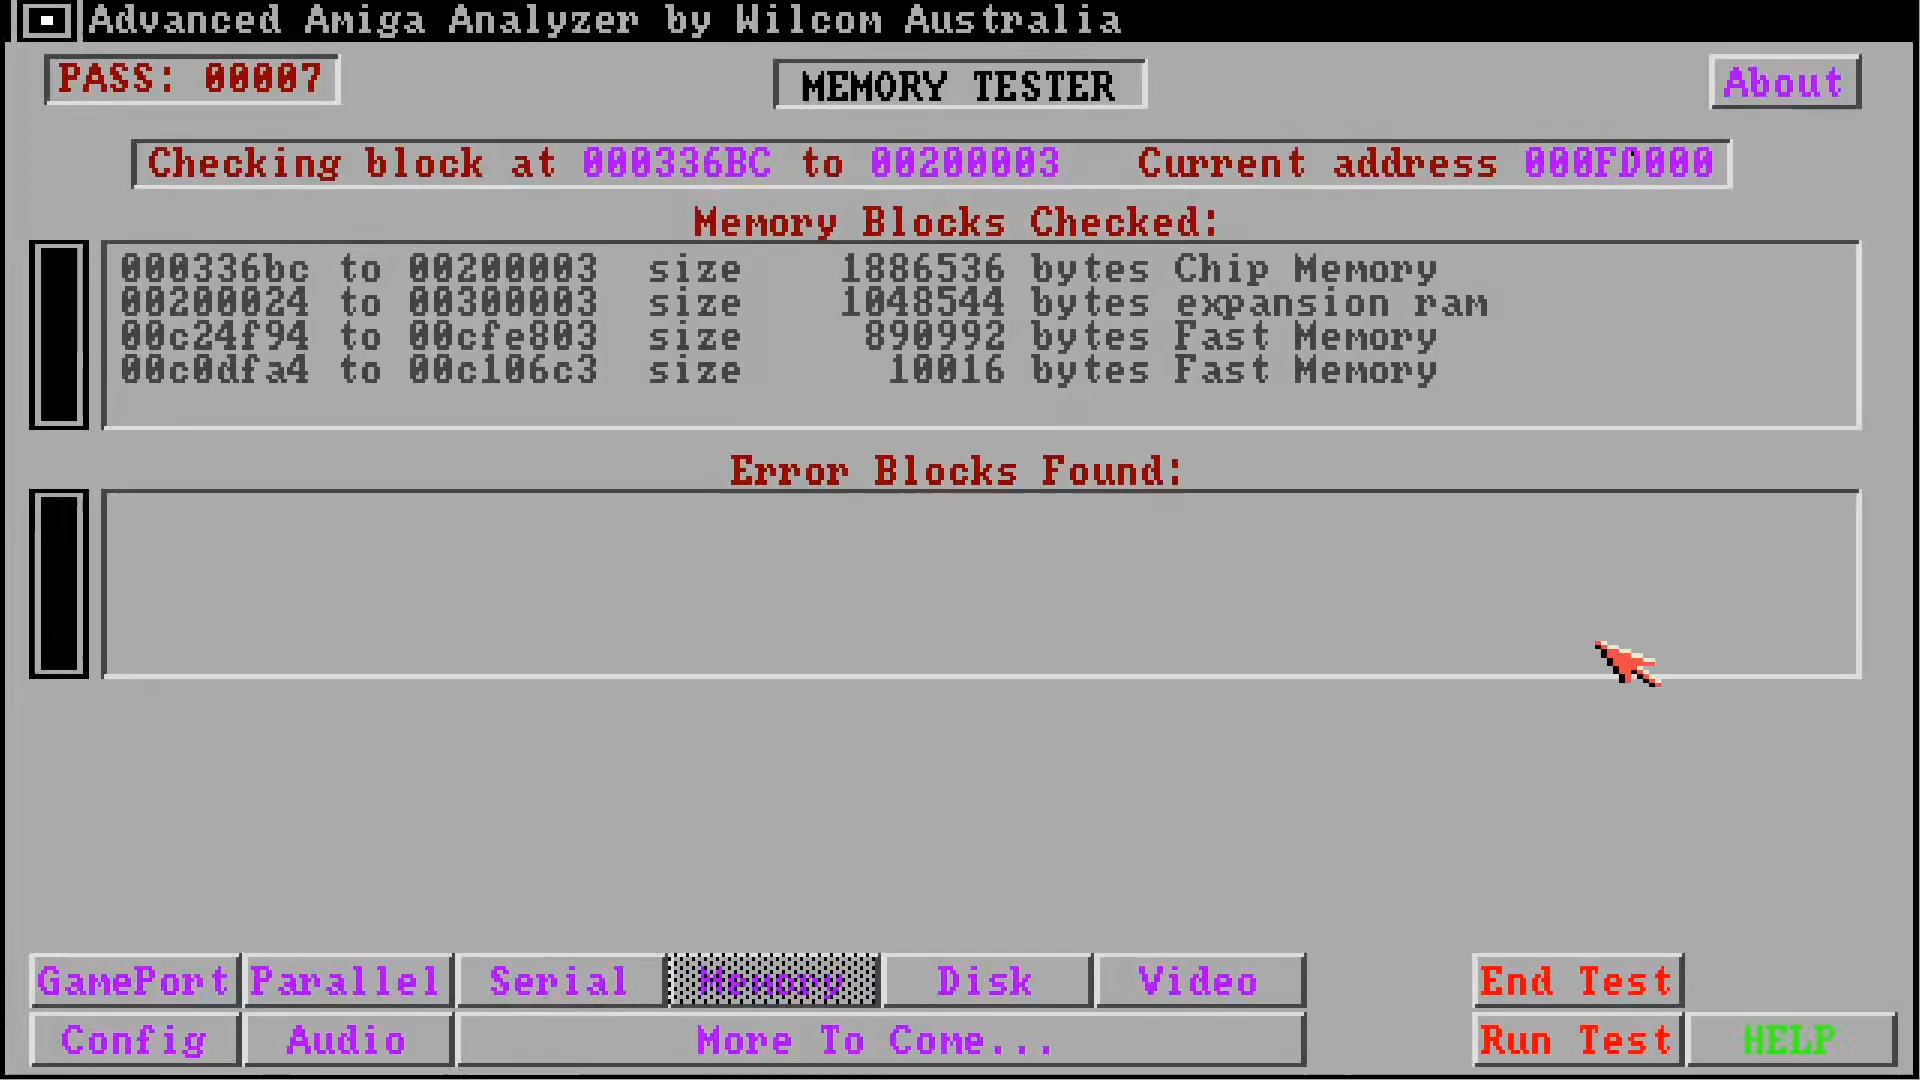 Advanced Amiga Analyzer by Wilcom Australia
PASS: 00007
MEMORY TESTER
About
Checking block at 000336BC to 00200003 Current address 000FD000
Memory Blocks Checked:
000336bc to 00200003 size 1886536 bytes Chip Memory
00200024 to 00300003 size 1048544 bytes expansion ram
00c24f94 to 00cfe803 size 890992 bytes Fast Memory
00c0dfa4 to 00c106c3 size 10016 bytes Fast Memory
Error Blocks Found:
GamePort Parallel Serial Memory Disk Video End Test
Config Audio More To Come... Run Test HELP